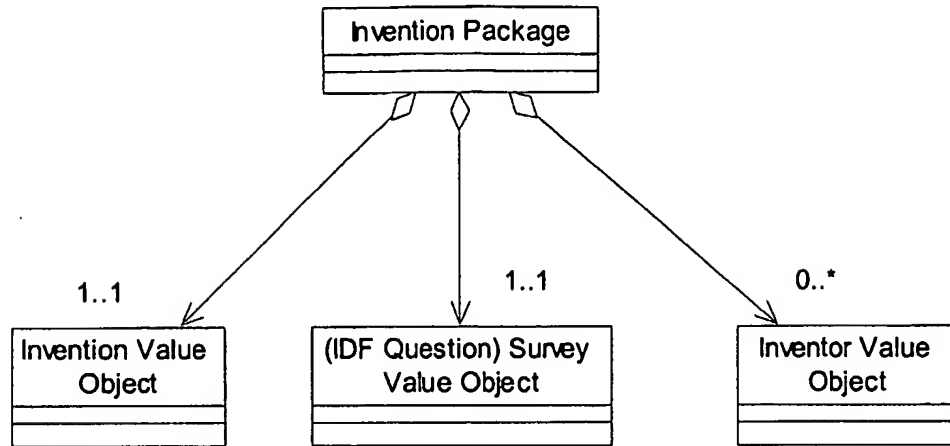 Invention Package
1..1
1..1
0..*
Invention Value
Object
(IDF Question) Survey
Value Object
Inventor Value
Object